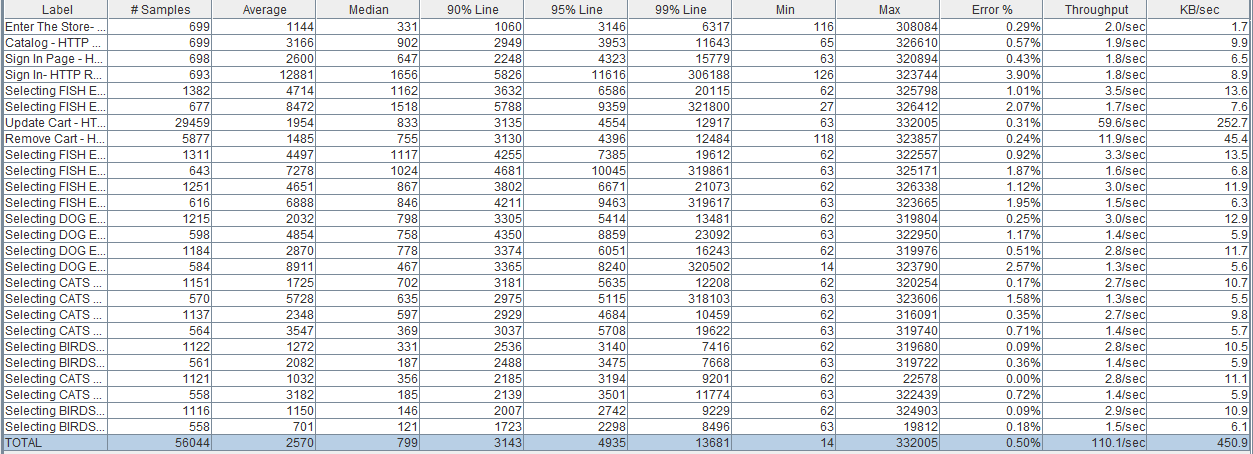 Label # Samples Average Median 90% Line 95% Line 99% Line Min Max Error % Throughput KB/sec
Enter The Store- ... 699 1144 331 1060 3146 6317 116 308084 0.29% 2.0/sec 1.7
Catalog - HTTP ... 699 3166 902 2949 3953 11643 65 326610 0.57% 1.9/sec 9.9
Sign In Page - H... 698 2600 647 2248 4323 15779 63 320894 0.43% 1.8/sec 6.5
Sign In- HTTP R... 693 12881 1656 5826 11616 306188 126 323744 3.90% 1.8/sec 8.9
Selecting FISH E... 1382 4714 1162 3632 6586 20115 62 325798 1.01% 3.5/sec 13.6
Selecting FISH E... 677 8472 1518 5788 9359 321800 27 326412 2.07% 1.7/sec 7.6
Update Cart - HT... 29459 1954 833 3135 4554 12917 63 332005 0.31% 59.6/sec 252.7
Remove Cart - H... 5877 1485 755 3130 4396 12484 118 323857 0.24% 11.9/sec 45.4
Selecting FISH E... 1311 4497 1117 4255 7385 19612 62 322557 0.92% 3.3/sec 13.5
Selecting FISH E... 643 7278 1024 4681 10045 319861 63 325171 1.87% 1.6/sec 6.8
Selecting FISH E... 1251 4651 867 3802 6671 21073 62 326338 1.12% 3.0/sec 11.9
Selecting FISH E... 616 6888 846 4211 9463 319617 63 323665 1.95% 1.5/sec 6.3
Selecting DOG E... 1215 2032 798 3305 5414 13481 62 319804 0.25% 3.0/sec 12.9
Selecting DOG E... 598 4854 758 4350 8859 23092 63 322950 1.17% 1.4/sec 5.9
Selecting DOG E... 1184 2870 778 3374 6051 16243 62 319976 0.51% 2.8/sec 11.7
Selecting DOG E... 584 8911 467 3365 8240 320502 14 323790 2.57% 1.3/sec 5.6
Selecting CATS ... 1151 1725 702 3181 5635 12208 62 320254 0.17% 2.7/sec 10.7
Selecting CATS ... 570 5728 635 2975 5115 318103 63 323606 1.58% 1.3/sec 5.5
Selecting CATS ... 1137 2348 597 2929 4684 10459 62 316091 0.35% 2.7/sec 9.8
Selecting CATS ... 564 3547 369 3037 5708 19622 63 319740 0.71% 1.4/sec 5.7
Selecting BIRDS... 1122 1272 331 2536 3140 7416 62 319680 0.09% 2.8/sec 10.5
Selecting BIRDS... 561 2082 187 2488 3475 7668 63 319722 0.36% 1.4/sec 5.9
Selecting CATS ... 1121 1032 356 2185 3194 9201 62 22578 0.00% 2.8/sec 11.1
Selecting CATS ... 558 3182 185 2139 3501 11774 63 322439 0.72% 1.4/sec 5.9
Selecting BIRDS... 1116 1150 146 2007 2742 9229 62 324903 0.09% 2.9/sec 10.9
Selecting BIRDS... 558 701 121 1723 2298 8496 63 19812 0.18% 1.5/sec 6.1
TOTAL 56044 2570 799 3143 4935 13681 14 332005 0.50% 110.1/sec 450.9